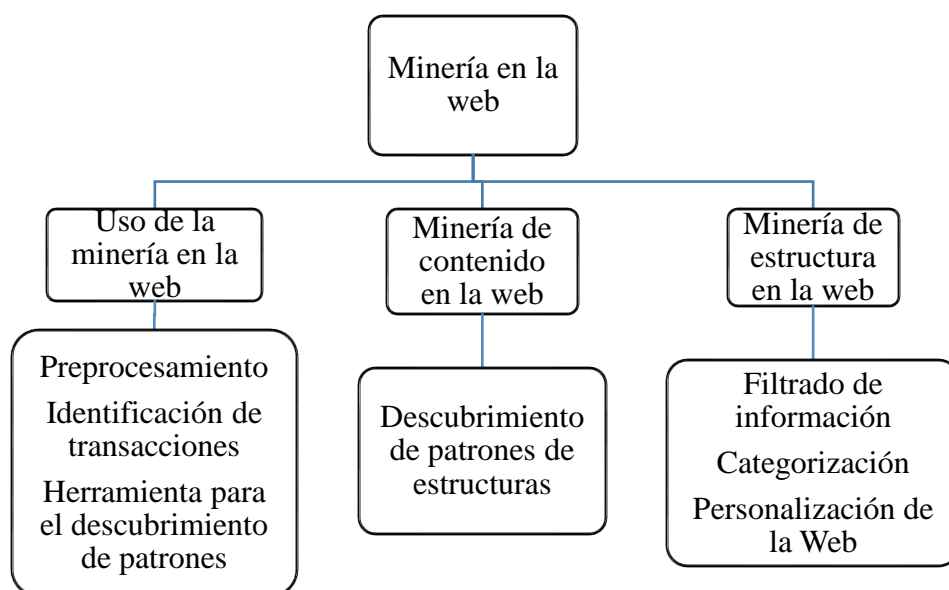 Minería en la
web
Uso de la
minería en la
web
Minería de
contenido
en la web
Minería de
estructura
en la web
Preprocesamiento
Identificación de
transacciones
Herramienta para
el descubrimiento
de patrones
Descubrimiento
de patrones de
estructuras
Filtrado de
información
Categorización
Personalización de
la Web